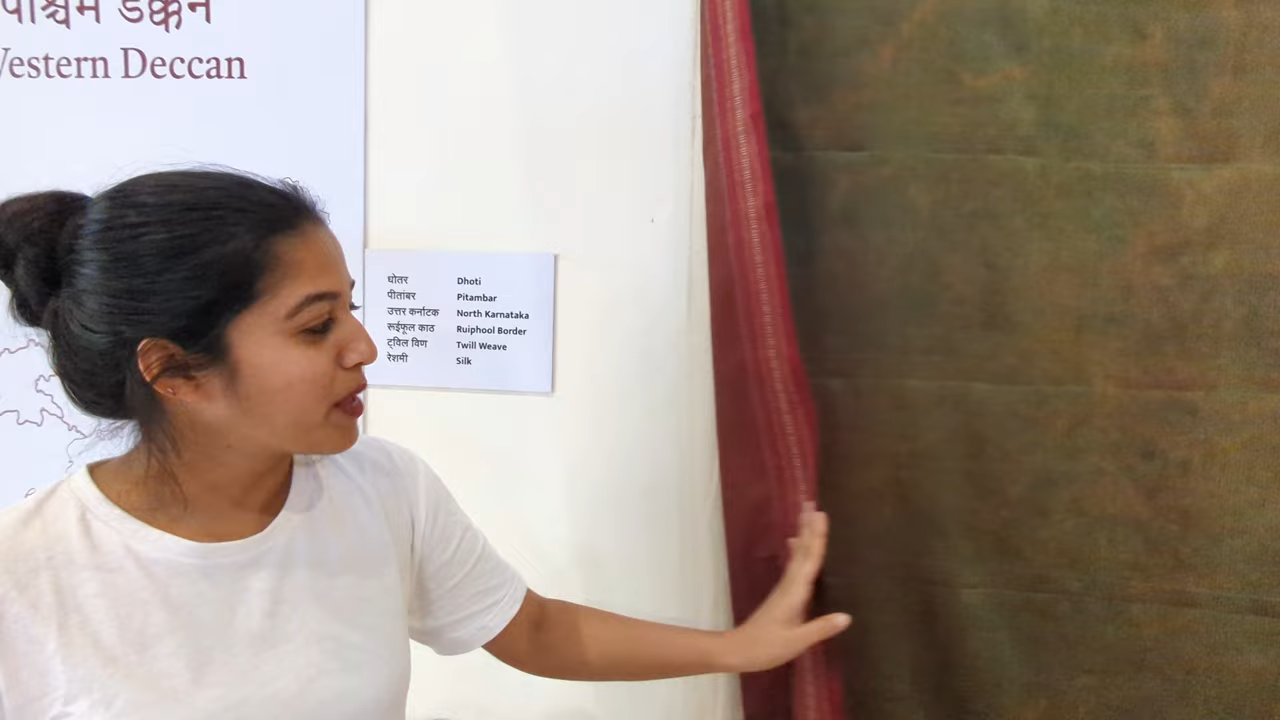 पश्चिम डेक्कन
Western Deccan
धोतर Dhoti
पीतांबर Pitambar
उत्तर कर्नाटक North Karnataka
रूईफूल काठ Ruiphool Border
ट्विल विण Twill Weave
रेशमी Silk